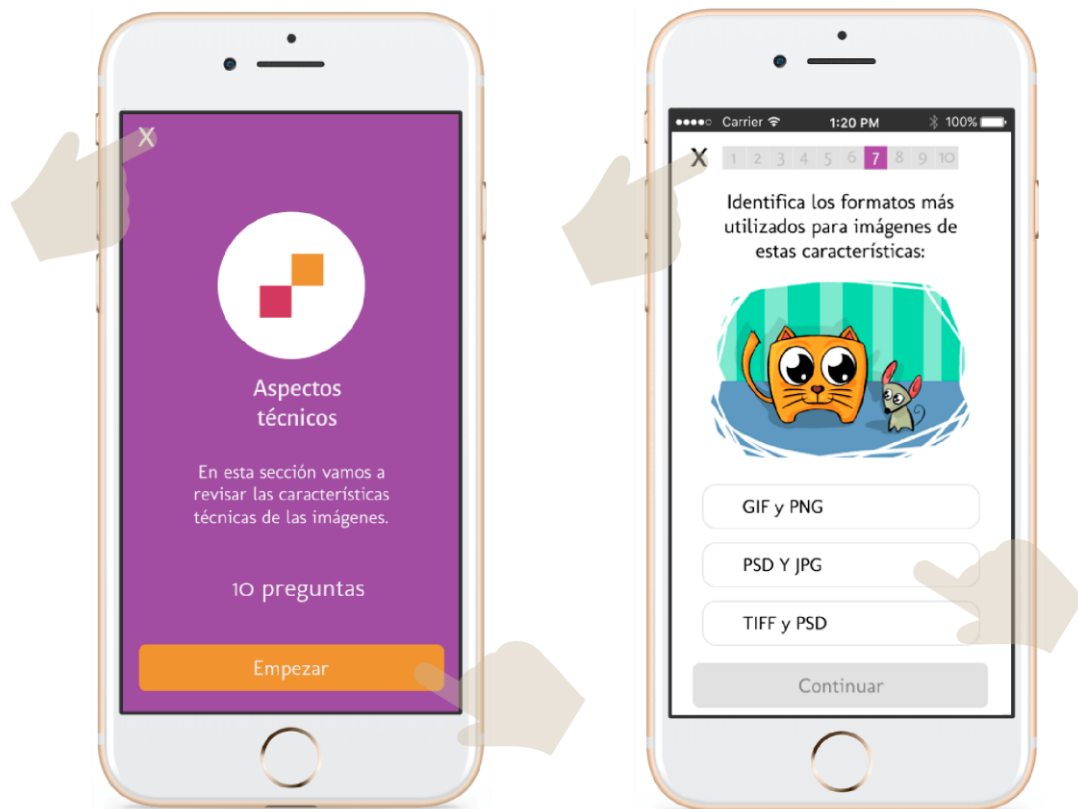 X
Aspectos
técnicos
En esta sección vamos a
revisar las características
técnicas de las imágenes.
10 preguntas
Empezar
Carrier 1:20 PM 100%
X 1 2 3 4 5 6 7 8 9 10
Identifica los formatos más
utilizados para imágenes de
estas características:
GIF y PNG
PSD Y JPG
TIFF y PSD
Continuar